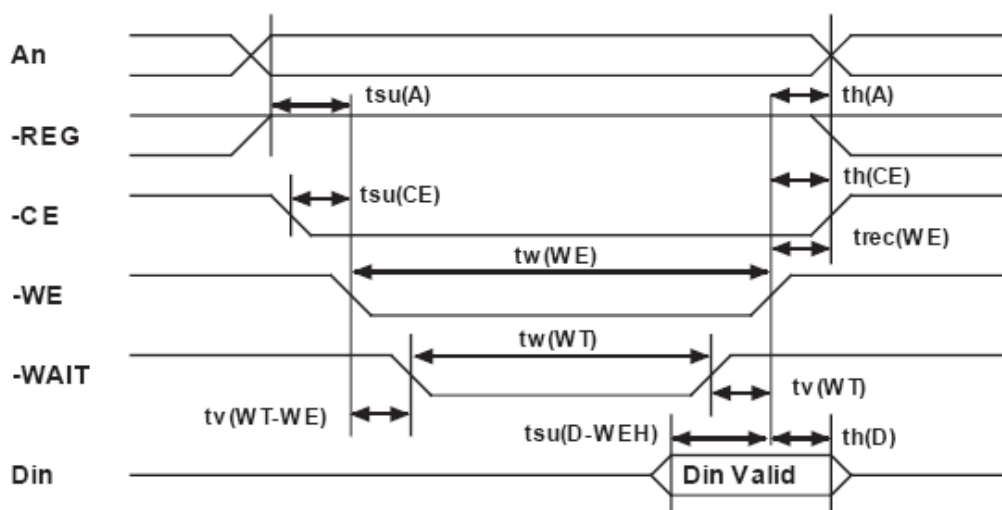 An
tsu(A)
th(A)
-REG
tsu(CE)
th(CE)
-CE
trec(WE)
tw(WE)
-WE
tw(WT)
-WAIT
tv(WT)
tv(WT-WE)
tsu(D-WEH)
th(D)
Din
Din Valid